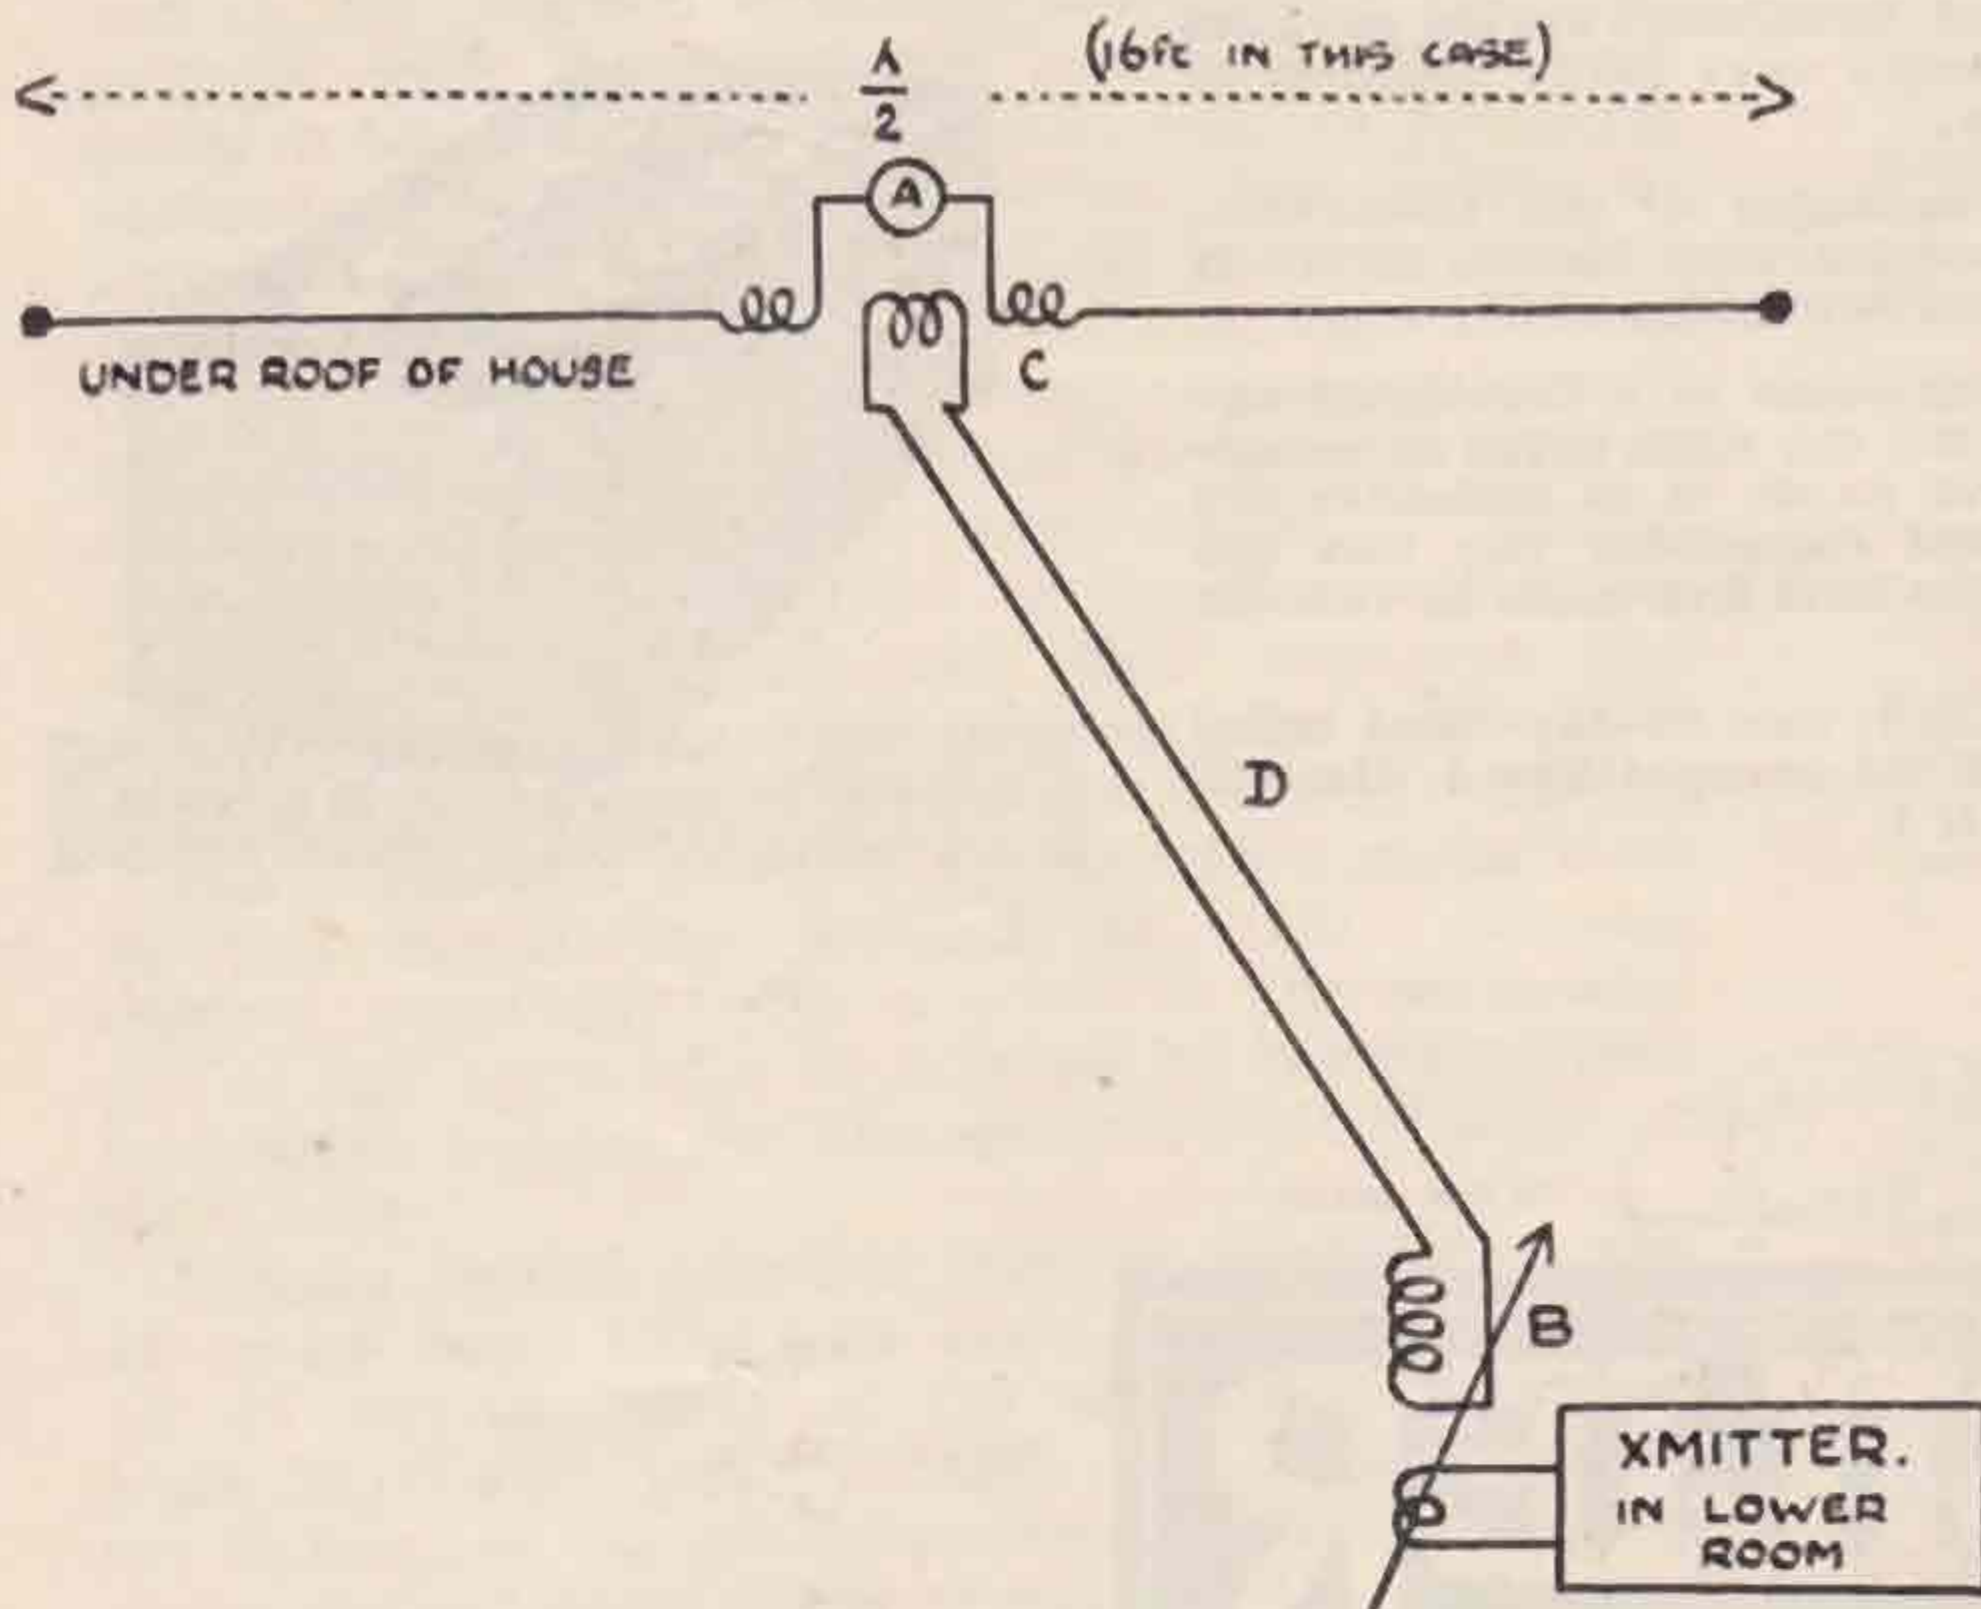 λ
2
(16ft IN THIS CASE)
A
UNDER ROOF OF HOUSE
C
D
B
XMITTER.
IN LOWER
ROOM